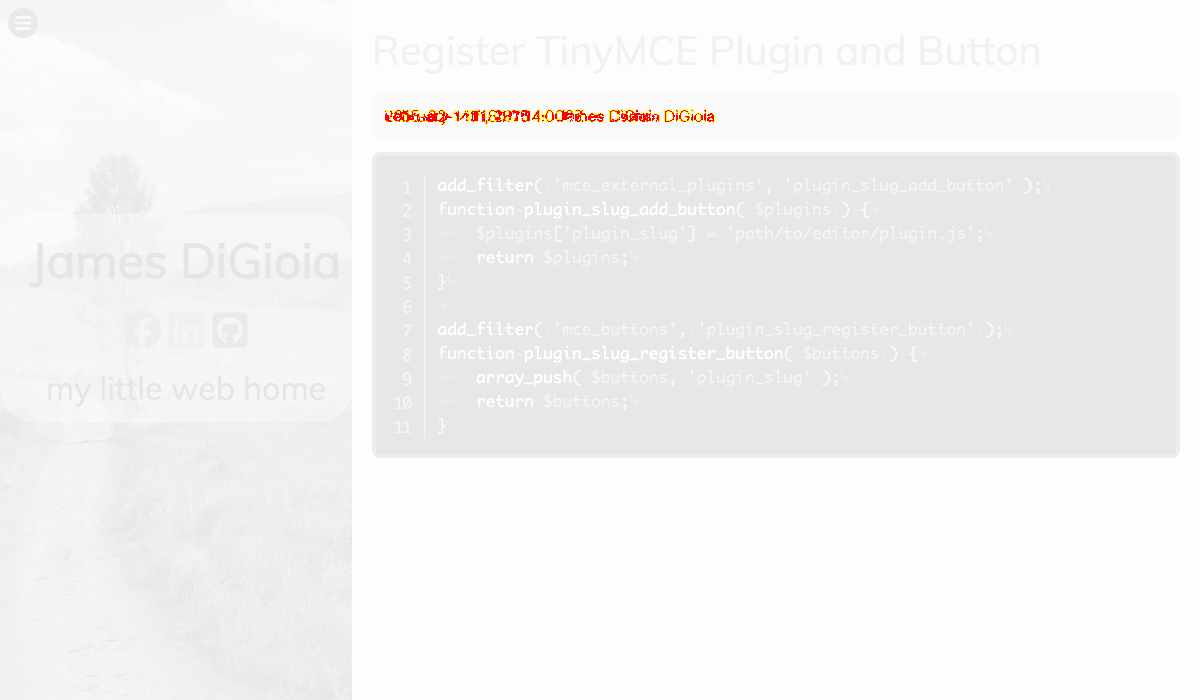 Register TinyMCE Plugin and Button
James DiGioia
my little web home
DiGioia
1 add_filter( 'mce_external_plugins', 'plugin_slug_add_button' );
2 function plugin_slug_add_button( $plugins ) {
3 $plugins['plugin_slug'] = 'path/to/editor/plugin.js';
4 return $plugins;
5 }
6
7 add_filter( 'mce_buttons', 'plugin_slug_register_button' );
8 function plugin_slug_register_button( $buttons ) {
9 array_push( $buttons, 'plugin_slug' );
10 return $buttons;
11 }